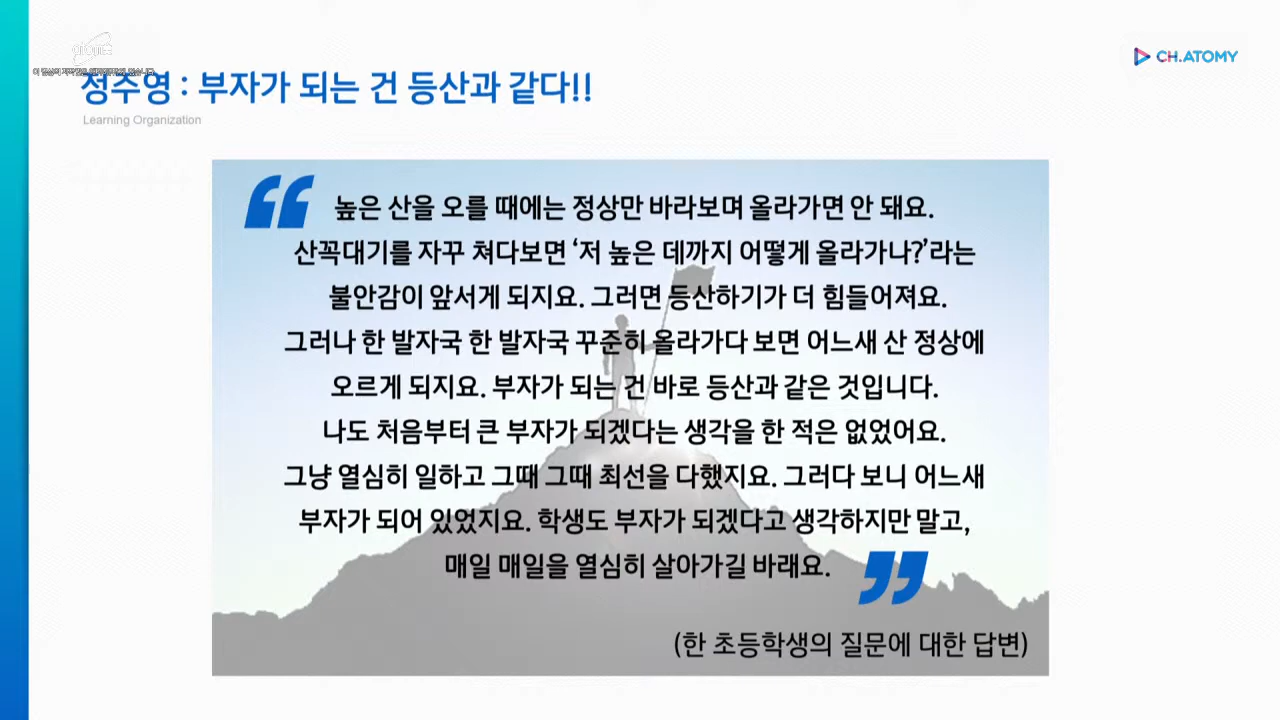 CH.ATOMY
정주영 : 부자가 되는 건 등산과 같다!!
Learning Organization
높은 산을 오를 때에는 정상만 바라보며 올라가면 안 돼요.
산꼭대기를 자꾸 쳐다보면 ‘저 높은 데까지 어떻게 올라가나?’라는
불안감이 앞서게 되지요. 그러면 등산하기가 더 힘들어져요.
그러나 한 발자국 한 발자국 꾸준히 올라가다 보면 어느새 산 정상에
오르게 되지요. 부자가 되는 건 바로 등산과 같은 것입니다.
나도 처음부터 큰 부자가 되겠다는 생각을 한 적은 없었어요.
그냥 열심히 일하고 그때 그때 최선을 다했지요. 그러다 보니 어느새
부자가 되어 있었지요. 학생도 부자가 되겠다고 생각하지만 말고,
매일 매일을 열심히 살아가길 바래요.
(한 초등학생의 질문에 대한 답변)